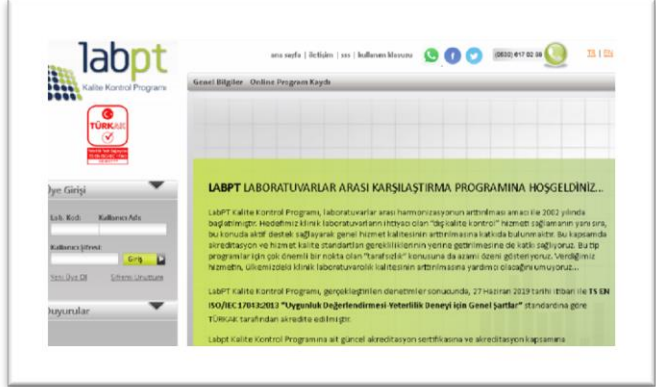 labpt
Kalite Kontrol Programı
ana sayfa | iletişim | sss | kullanım klavuzu
(0850) 617 02 08
TR | EN
Genel Bilgiler Online Program Kaydı
TÜRKAK
Üye Girişi
Lab. Kodu Kullanıcı Adı
Kullanıcı Şifresi:
Giriş
Yeni Üye Ol Şifremi Unuttum
Duyurular
LABPT LABORATUVARLAR ARASI KARŞILAŞTIRMA PROGRAMINA HOŞGELDİNİZ...
LabPT Kalite Kontrol Programı, laboratuvarlar arası harmonizasyonun arttırılması amacı ile 2002 yılında
başlatılmıştır. Hedefimiz klinik laboratuvarların ihtiyacı olan "dış kalite kontrol" hizmeti sağlamanın yanı sıra,
bu konuda aktif destek sağlayarak genel hizmet kalitesinin arttırılmasına katkıda bulunmaktır. Bu kapsamda
akreditasyon ve hizmet kalite standartları gerekliliklerinin yerine getirilmesine de katkı sağlıyoruz. Bu tip
programlar için çok önemli bir nokta olan "tarafsızlık" konusuna da azami özeni gösteriyoruz. Verdiğimiz
hizmetin, ülkemizdeki klinik laboratuvarcılık kalitesinin arttırılmasına yardımcı olacağını umuyoruz...
LabPT Kalite Kontrol Programı, gerçekleştirilen denetimler sonucunda, 27 Haziran 2019 tarihi itibari ile TS EN
ISO/IEC 17043:2013 "Uygunluk Değerlendirmesi-Yeterlilik Deneyi için Genel Şartlar" standardına göre
TÜRKAK tarafından akredite edilmiştir.
Labpt Kalite Kontrol Programına ait güncel akreditasyon sertifikasına ve akreditasyon kapsamına